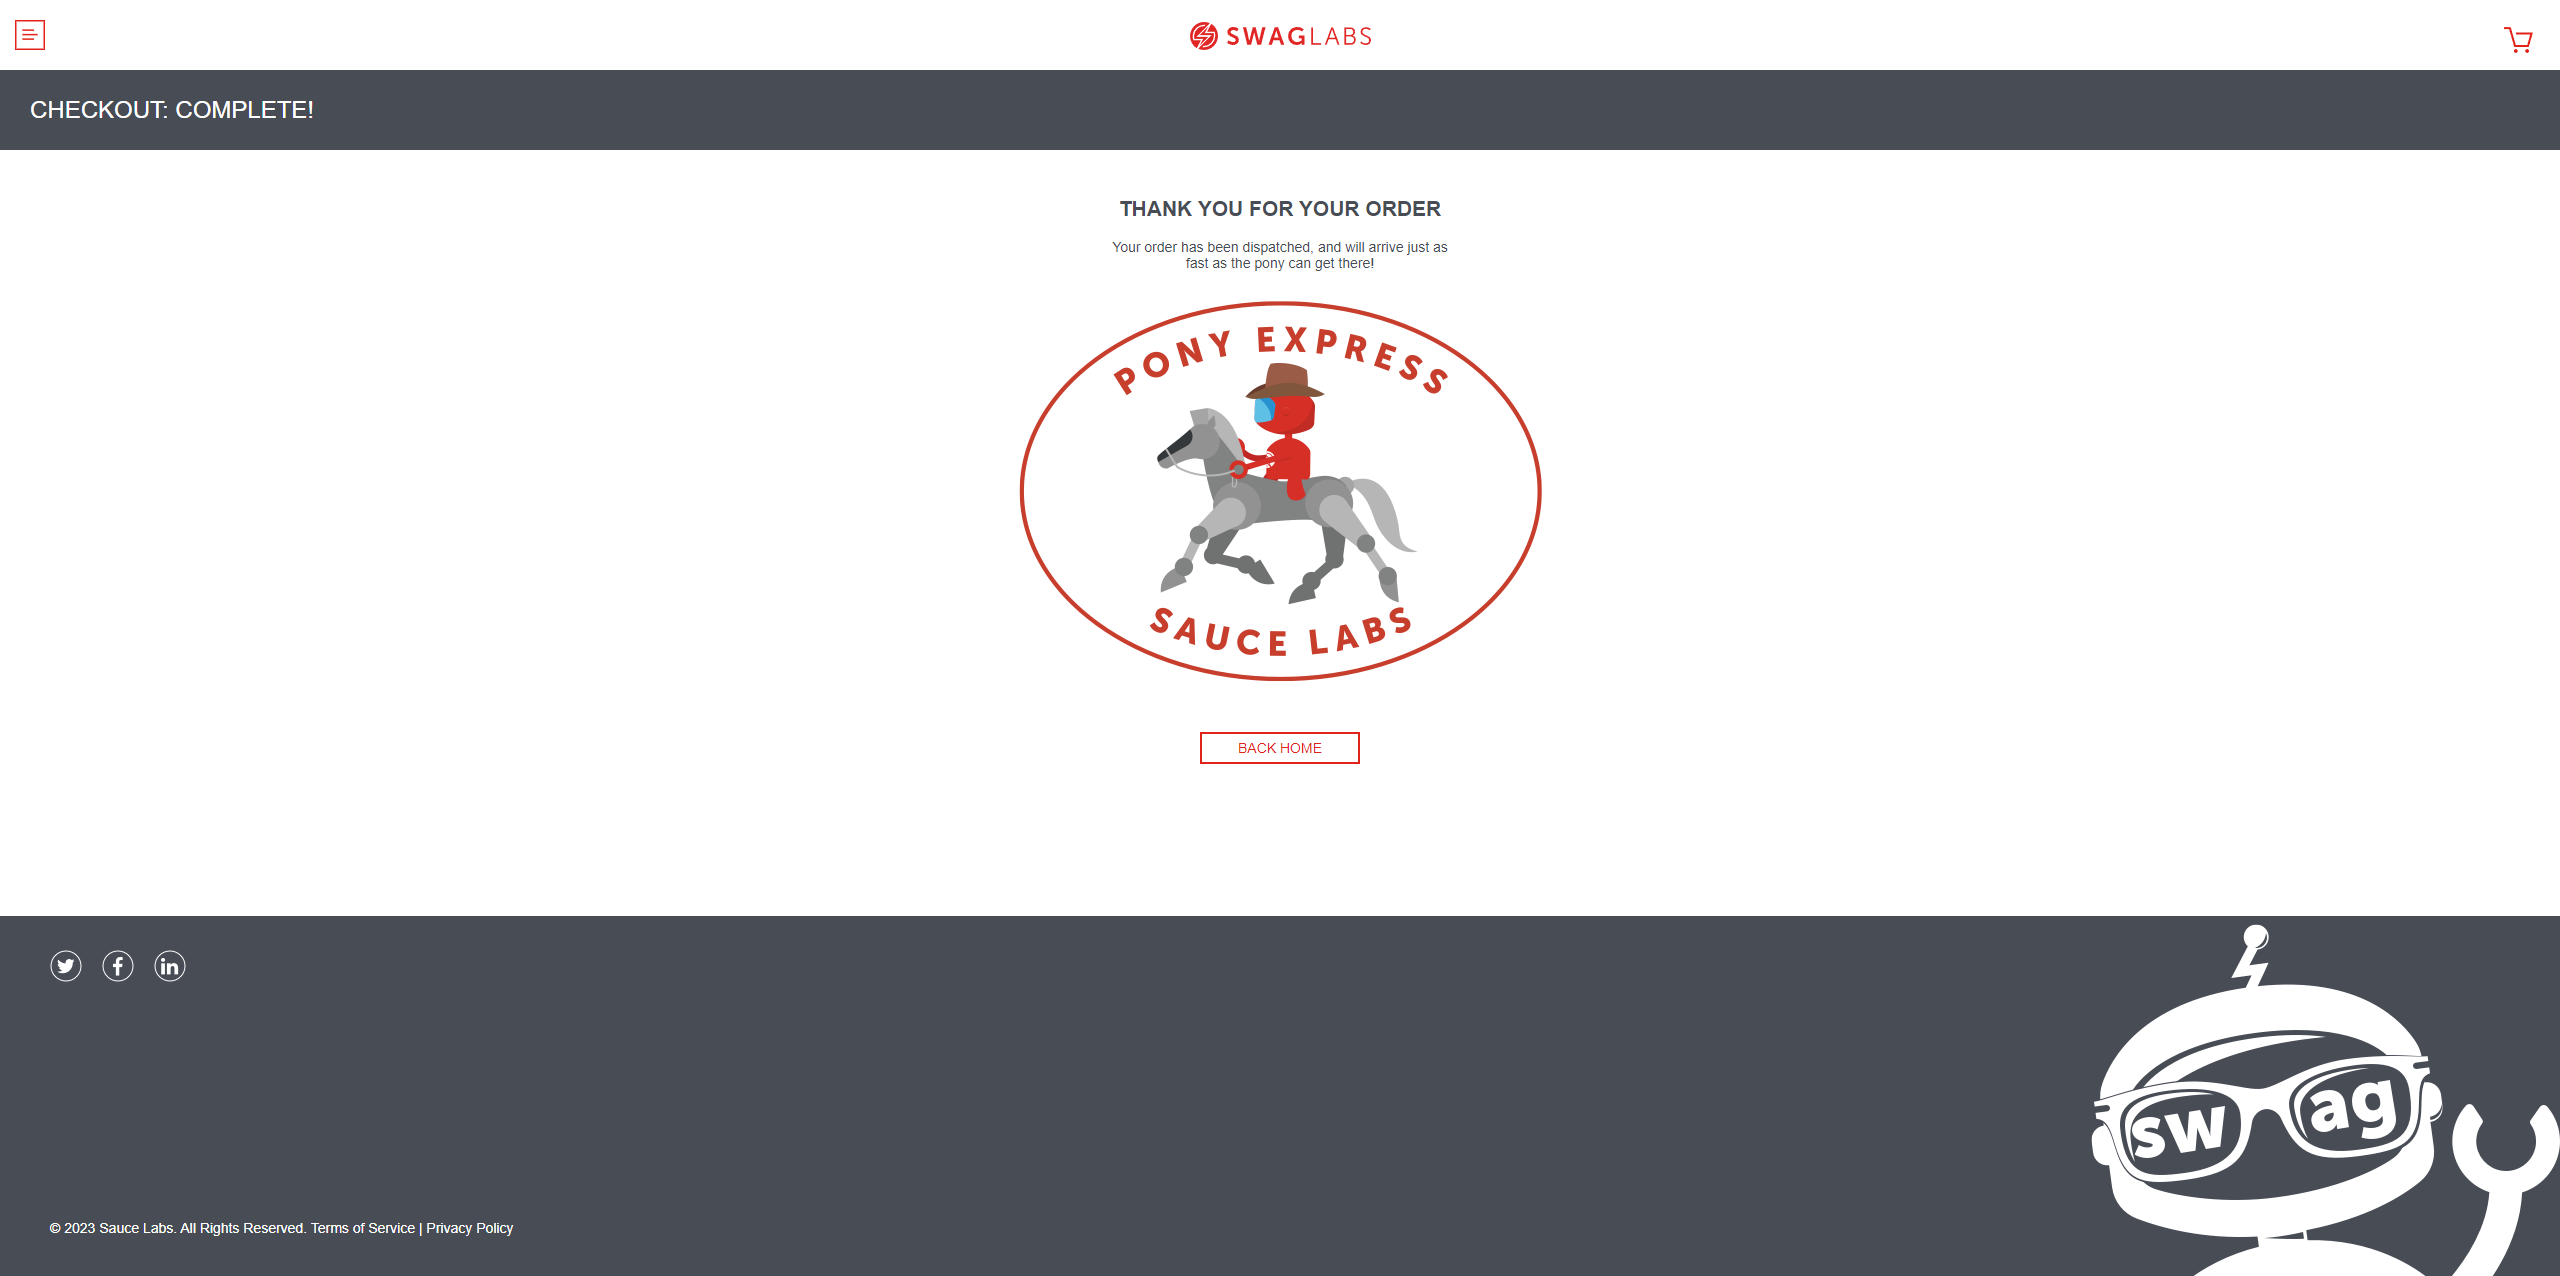 SWAGLABS
CHECKOUT: COMPLETE!
THANK YOU FOR YOUR ORDER
Your order has been dispatched, and will arrive just as
fast as the pony can get there!
PONY EXPRESS
SAUCE LABS
BACK HOME
swag
© 2023 Sauce Labs. All Rights Reserved. Terms of Service | Privacy Policy